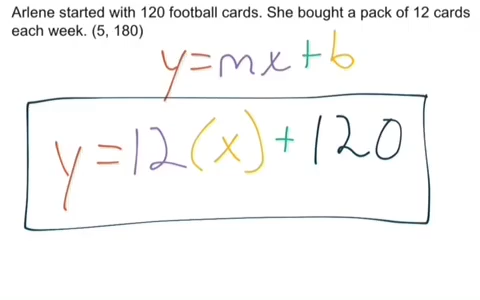 Arlene started with 120 football cards. She bought a pack of 12 cards
each week. (5, 180)
y=mx+b
y=12(x)+120